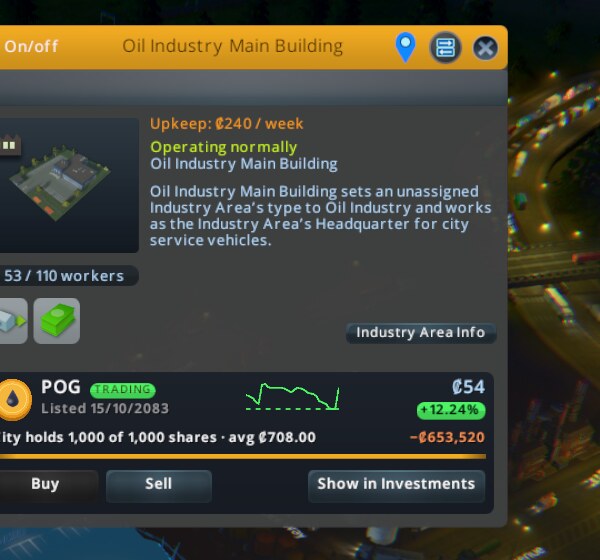 On/off
Oil Industry Main Building
Upkeep: ₡240 / week
Operating normally
Oil Industry Main Building
Oil Industry Main Building sets an unassigned
Industry Area's type to Oil Industry and works
as the Industry Area's Headquarter for city
service vehicles.
53 / 110 workers
Industry Area Info
POG TRADING
₡54
Listed 15/10/2083
+12.24%
ity holds 1,000 of 1,000 shares · avg ₡708.00
−₡653,520
Buy
Sell
Show in Investments